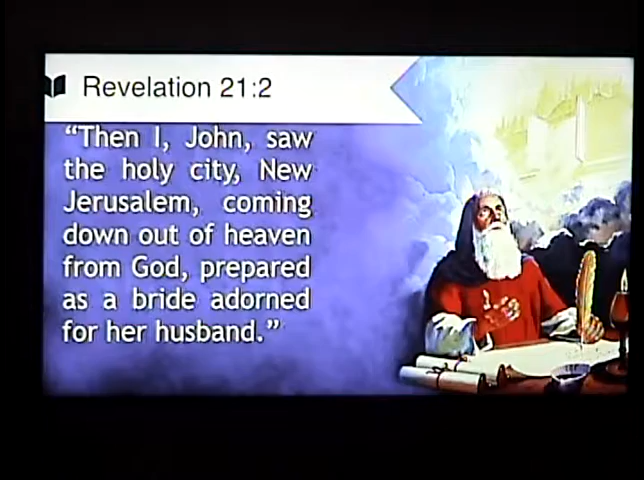 Revelation 21:2
“Then I, John, saw
the holy city, New
Jerusalem, coming
down out of heaven
from God, prepared
as a bride adorned
for her husband.”